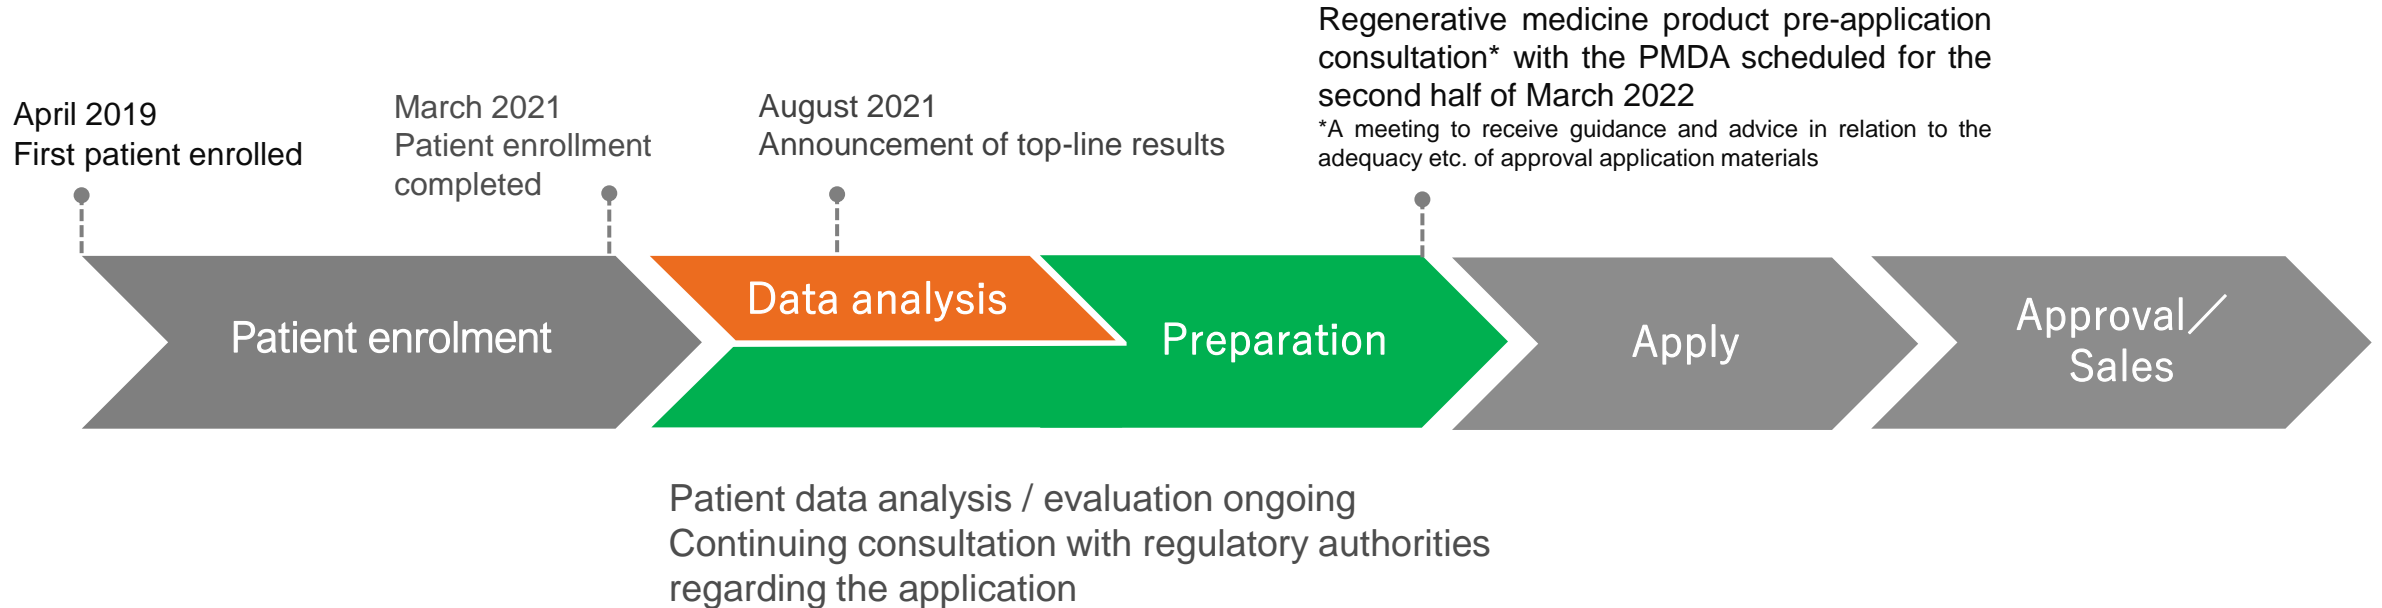 April 2019
First patient enrolled
March 2021
Patient enrollment
completed
August 2021
Announcement of top-line results
Regenerative medicine product pre-application
consultation* with the PMDA scheduled for the
second half of March 2022
*A meeting to receive guidance and advice in relation to the
adequacy etc. of approval application materials
Patient enrolment
Data analysis
Preparation
Apply
Approval／
Sales
Patient data analysis / evaluation ongoing
Continuing consultation with regulatory authorities
regarding the application